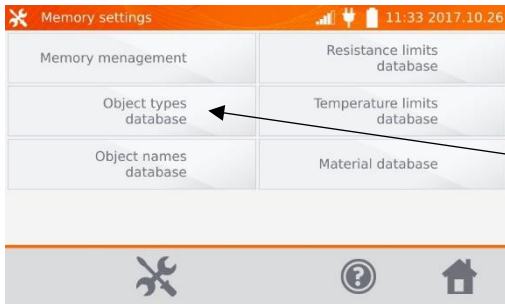 Memory settings
11:33 2017.10.26
Memory menagement
Resistance limits
database
Object types
database
Temperature limits
database
Object names
database
Material database
?